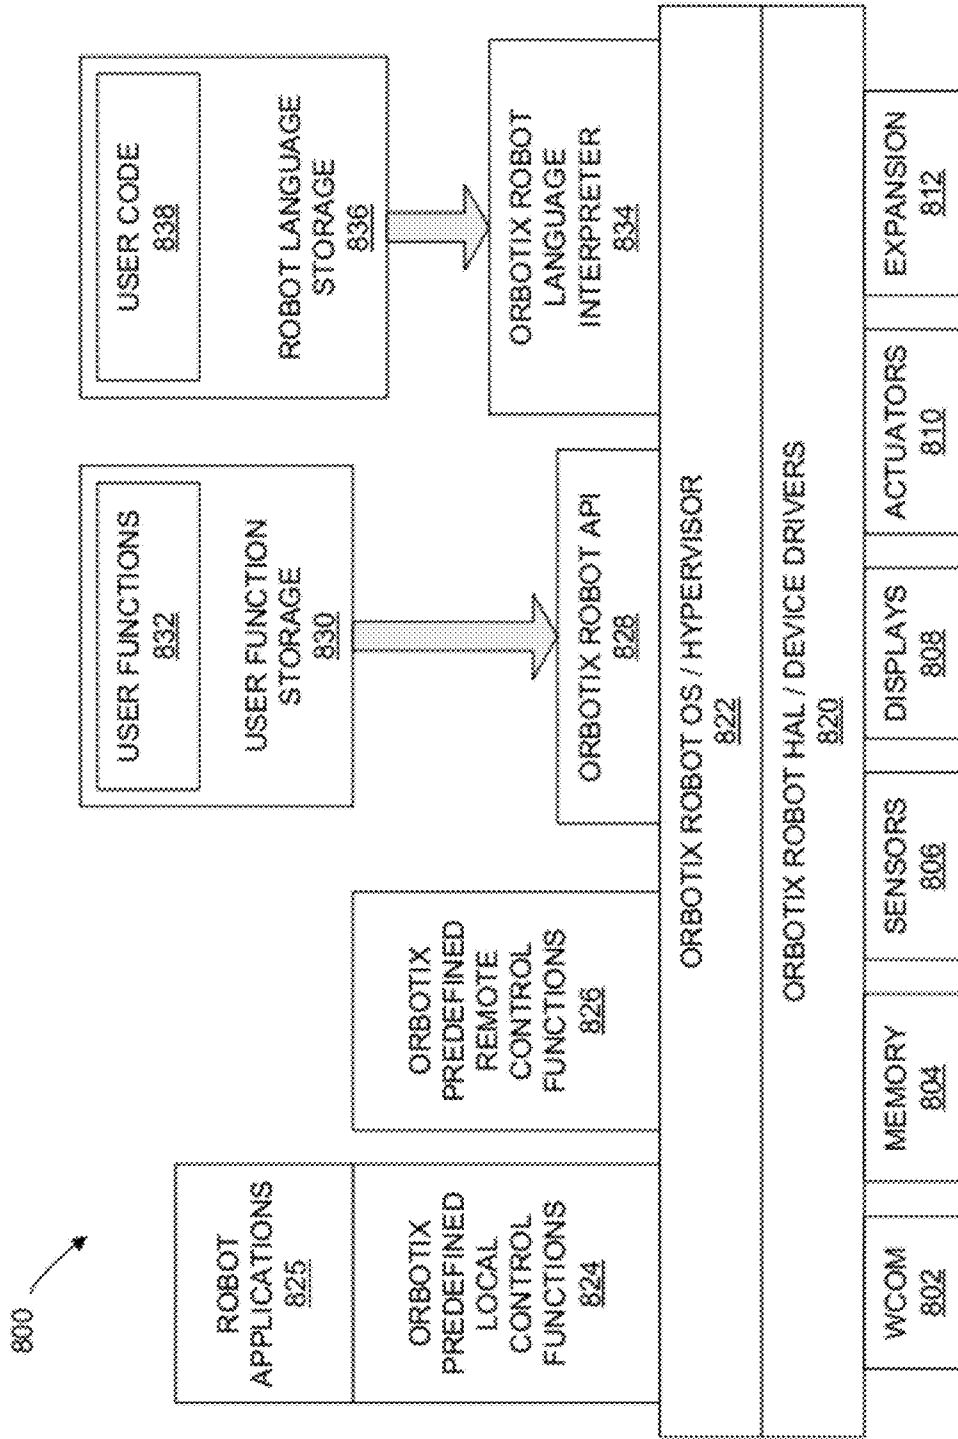 800
ROBOT
APPLICATIONS
825
ORBOTIX
PREDEFINED
LOCAL
CONTROL
FUNCTIONS
824
ORBOTIX
PREDEFINED
REMOTE
CONTROL
FUNCTIONS
826
USER FUNCTIONS
832
USER FUNCTION
STORAGE
830
ORBOTIX ROBOT API
828
USER CODE
838
ROBOT LANGUAGE
STORAGE
836
ORBOTIX ROBOT
LANGUAGE
INTERPRETER
834
ORBOTIX ROBOT OS / HYPERVISOR
822
ORBOTIX ROBOT HAL / DEVICE DRIVERS
820
WCOM
802
MEMORY
804
SENSORS
806
DISPLAYS
808
ACTUATORS
810
EXPANSION
812